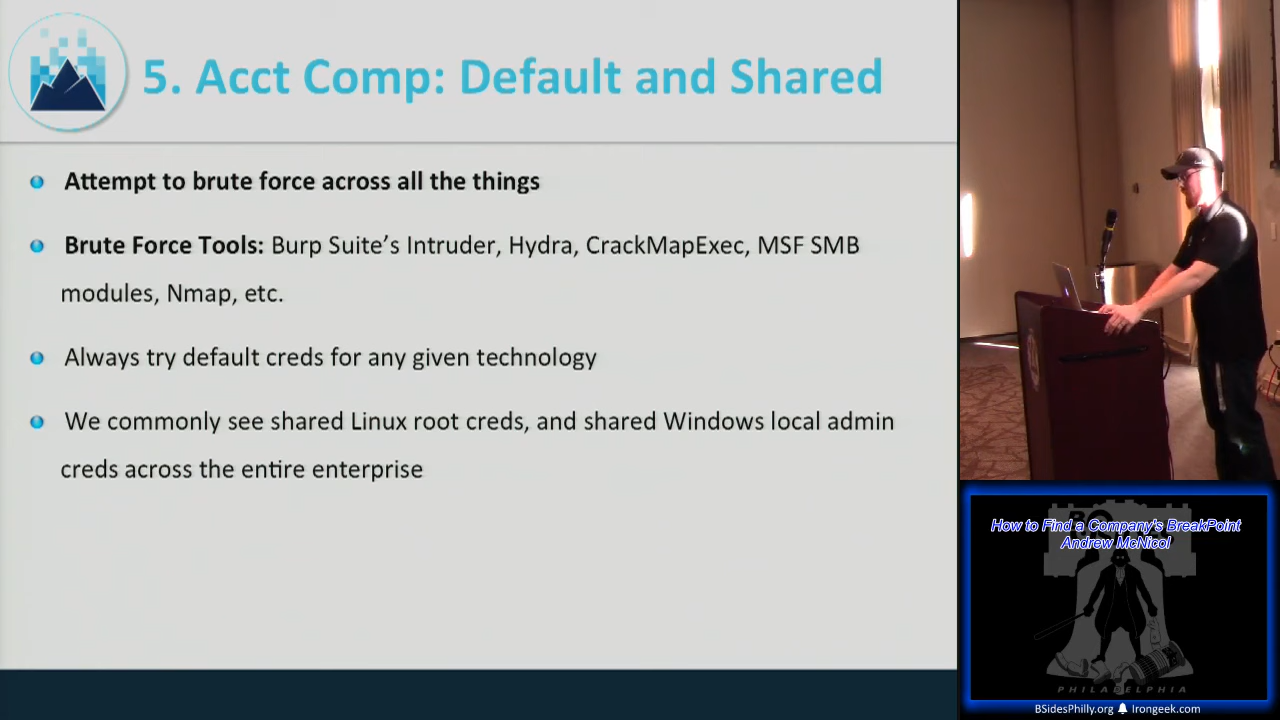 5. Acct Comp: Default and Shared
Attempt to brute force across all the things
Brute Force Tools: Burp Suite’s Intruder, Hydra, CrackMapExec, MSF SMB
modules, Nmap, etc.
Always try default creds for any given technology
We commonly see shared Linux root creds, and shared Windows local admin
creds across the entire enterprise
How to Find a Company's BreakPoint
Andrew McNicol
PHILADELPHIA
BSidesPhilly.org Irongeek.com